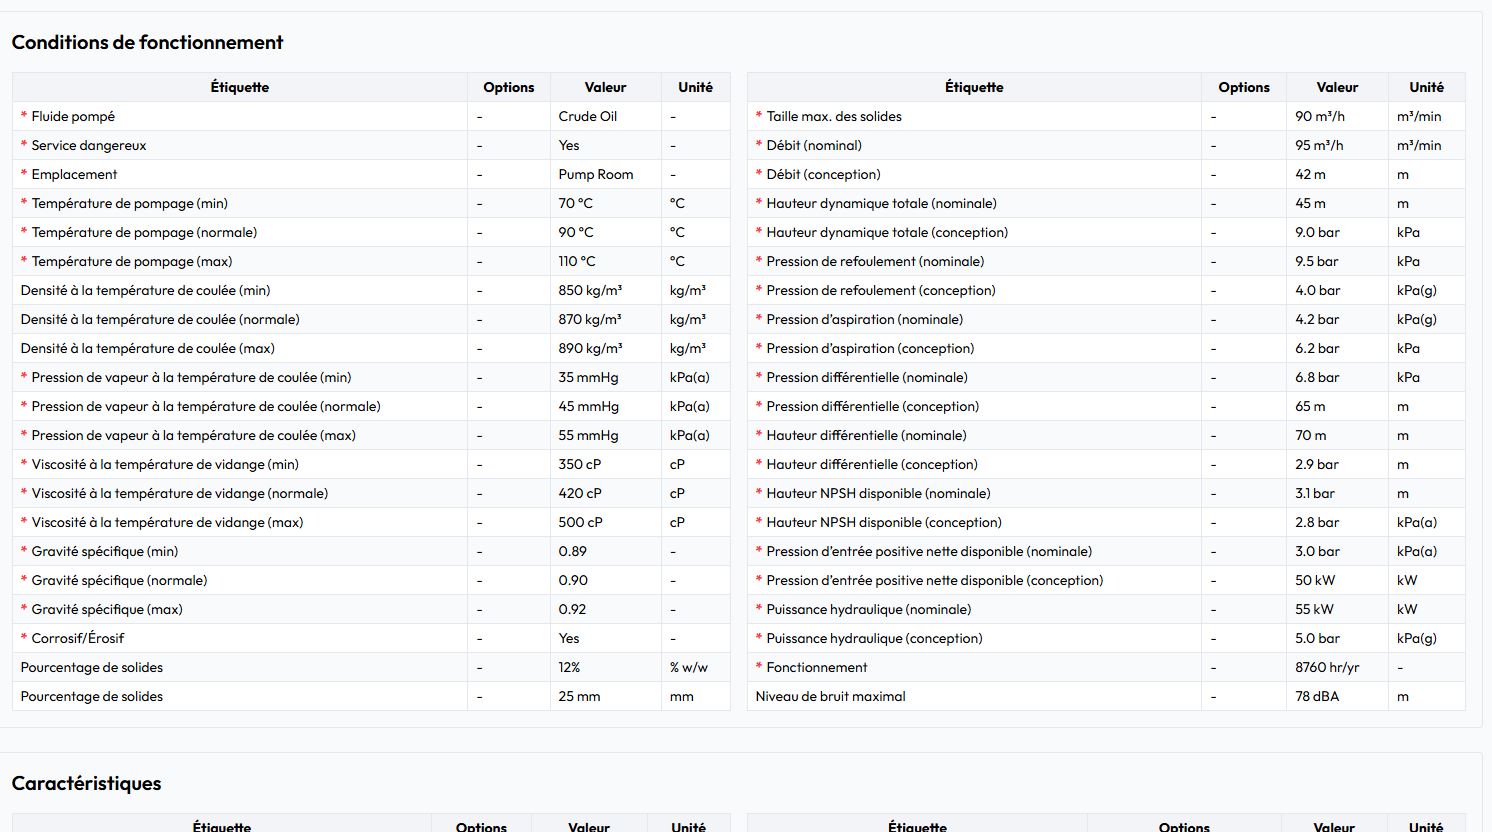 Conditions de fonctionnement
Étiquette Options Valeur Unité
* Fluide pompé - Crude Oil -
* Service dangereux - Yes -
* Emplacement - Pump Room -
* Température de pompage (min) - 70 °C °C
* Température de pompage (normale) - 90 °C °C
* Température de pompage (max) - 110 °C °C
Densité à la température de coulée (min) - 850 kg/m³ kg/m³
Densité à la température de coulée (normale) - 870 kg/m³ kg/m³
Densité à la température de coulée (max) - 890 kg/m³ kg/m³
* Pression de vapeur à la température de coulée (min) - 35 mmHg kPa(a)
* Pression de vapeur à la température de coulée (normale) - 45 mmHg kPa(a)
* Pression de vapeur à la température de coulée (max) - 55 mmHg kPa(a)
* Viscosité à la température de vidange (min) - 350 cP cP
* Viscosité à la température de vidange (normale) - 420 cP cP
* Viscosité à la température de vidange (max) - 500 cP cP
* Gravité spécifique (min) - 0.89 -
* Gravité spécifique (normale) - 0.90 -
* Gravité spécifique (max) - 0.92 -
* Corrosif/Érosif - Yes -
Pourcentage de solides - 12% % w/w
Pourcentage de solides - 25 mm mm
Étiquette Options Valeur Unité
* Taille max. des solides - 90 m³/h m³/min
* Débit (nominal) - 95 m³/h m³/min
* Débit (conception) - 42 m m
* Hauteur dynamique totale (nominale) - 45 m m
* Hauteur dynamique totale (conception) - 9.0 bar kPa
* Pression de refoulement (nominale) - 9.5 bar kPa
* Pression de refoulement (conception) - 4.0 bar kPa(g)
* Pression d'aspiration (nominale) - 4.2 bar kPa(g)
* Pression d'aspiration (conception) - 6.2 bar kPa
* Pression différentielle (nominale) - 6.8 bar kPa
* Pression différentielle (conception) - 65 m m
* Hauteur différentielle (nominale) - 70 m m
* Hauteur différentielle (conception) - 2.9 bar m
* Hauteur NPSH disponible (nominale) - 3.1 bar m
* Hauteur NPSH disponible (conception) - 2.8 bar kPa(a)
* Pression d'entrée positive nette disponible (nominale) - 3.0 bar kPa(a)
* Pression d'entrée positive nette disponible (conception) - 50 kW kW
* Puissance hydraulique (nominale) - 55 kW kW
* Puissance hydraulique (conception) - 5.0 bar kPa(g)
* Fonctionnement - 8760 hr/yr -
Niveau de bruit maximal - 78 dBA m
Caractéristiques
Étiquette Options Valeur Unité
Étiquette Options Valeur Unité